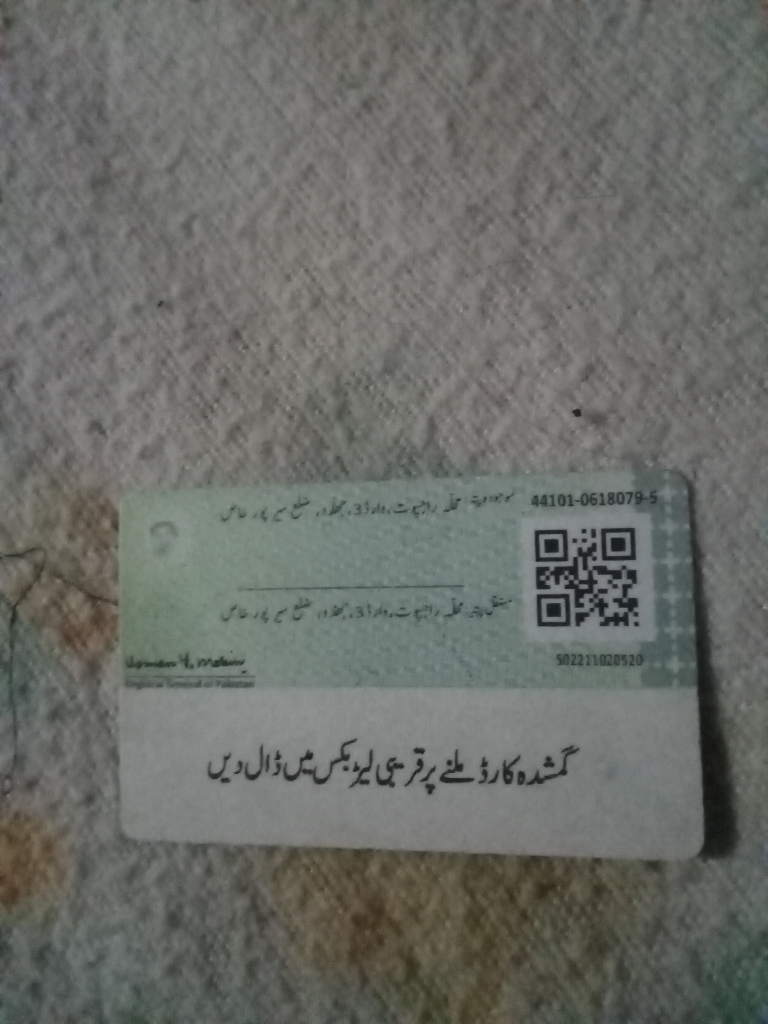 44101-0618079-5
موجودہ پتہ: محلہ راجپوت، وارڈ 3، جھڈو، ضلع میر پور خاص
مستقل پتہ: محلہ راجپوت، وارڈ 3، جھڈو، ضلع میر پور خاص
502211020520
Registrar General of Pakistan
گمشدہ کارڈ ملنے پر قریبی لیٹر بکس میں ڈال دیں